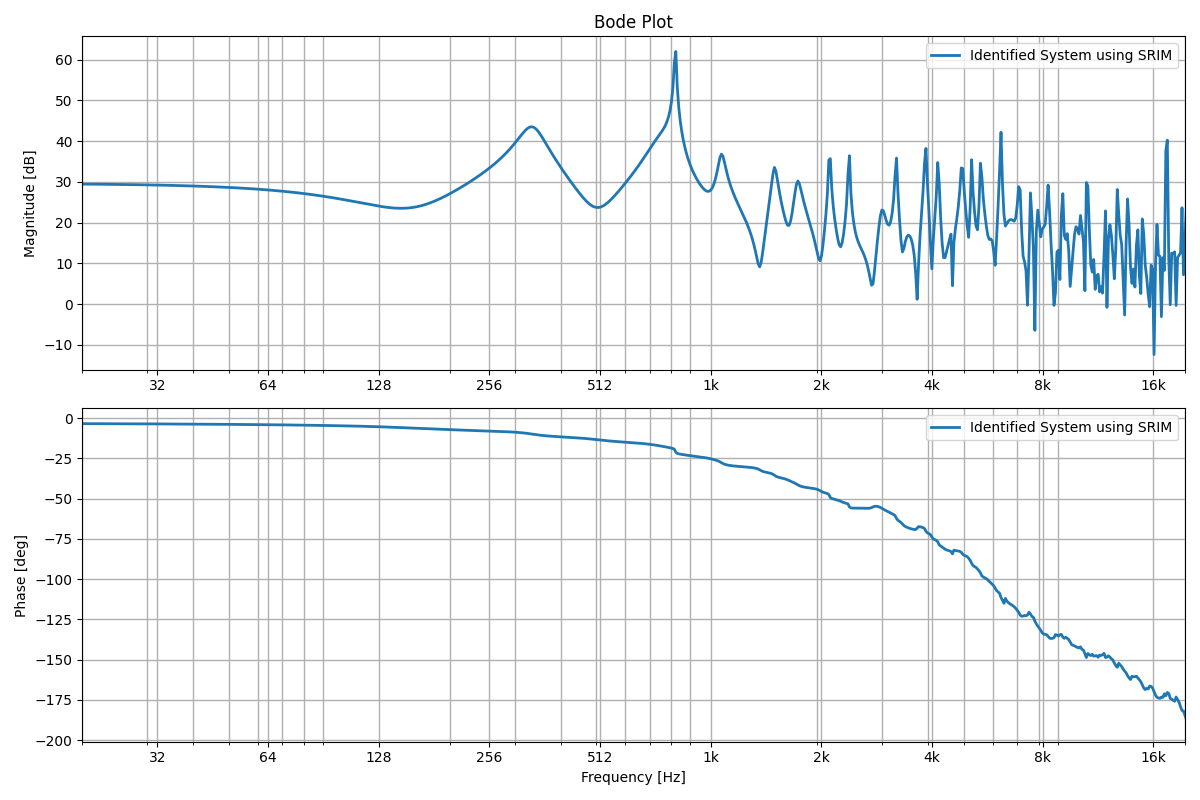 Bode Plot
Identified System using SRIM
Magnitude [dB]
60
50
40
30
20
10
0
−10
32 64 128 256 512 1k 2k 4k 8k 16k
Identified System using SRIM
Phase [deg]
0
−25
−50
−75
−100
−125
−150
−175
−200
32 64 128 256 512 1k 2k 4k 8k 16k
Frequency [Hz]